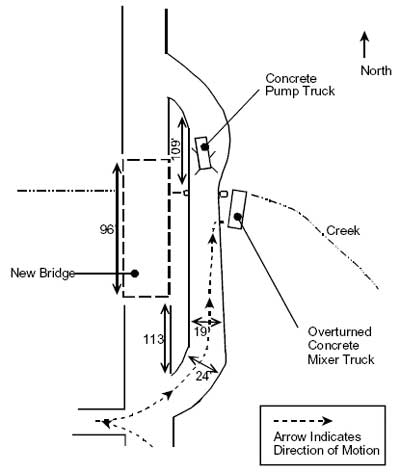 North
Concrete
Pump Truck
109'
96'
Creek
New Bridge
113
19'
24'
Overturned
Concrete
Mixer Truck
Arrow Indicates
Direction of Motion